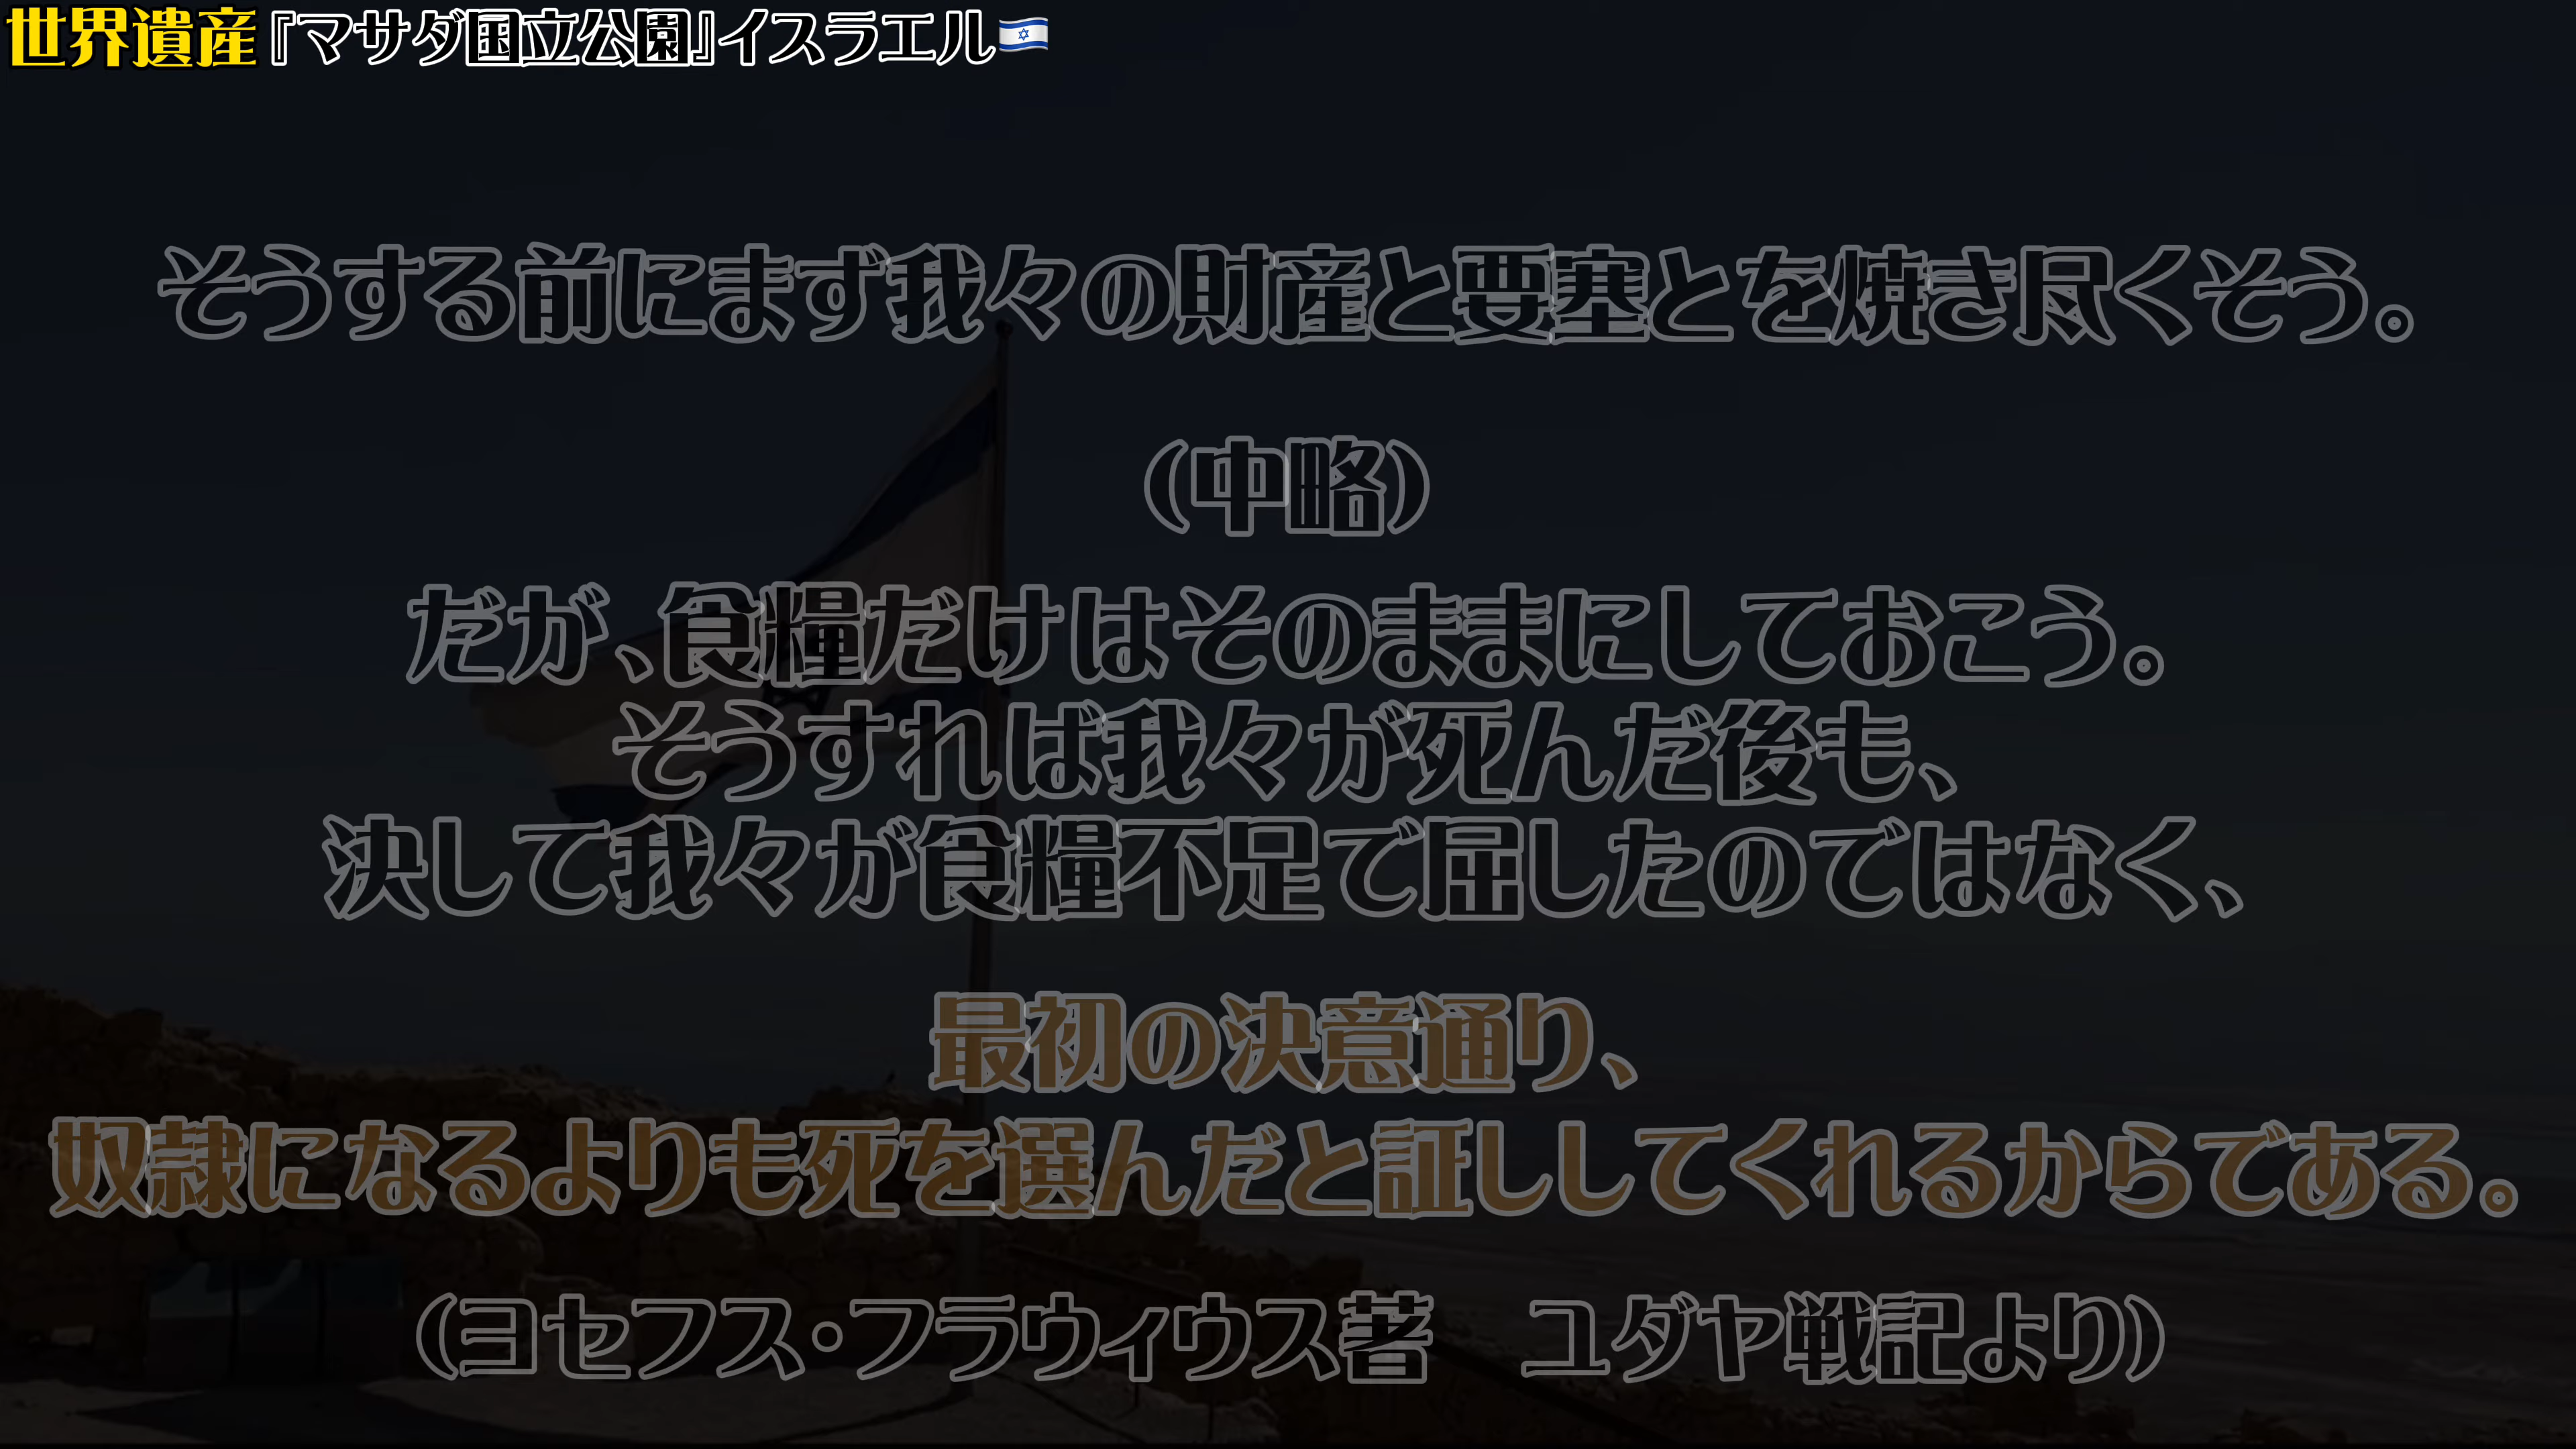 世界遺産『マサダ国立公園』イスラエル🇮🇱
そうする前にまず我々の財産と要塞とを焼き尽くそう。
（中略）
だが、食糧だけはそのままにしておこう。
そうすれば我々が死んだ後も、
決して我々が食糧不足で屈したのではなく、
最初の決意通り、
奴隷になるよりも死を選んだと証ししてくれるからである。
（ヨセフス・フラウィウス著　ユダヤ戦記より）